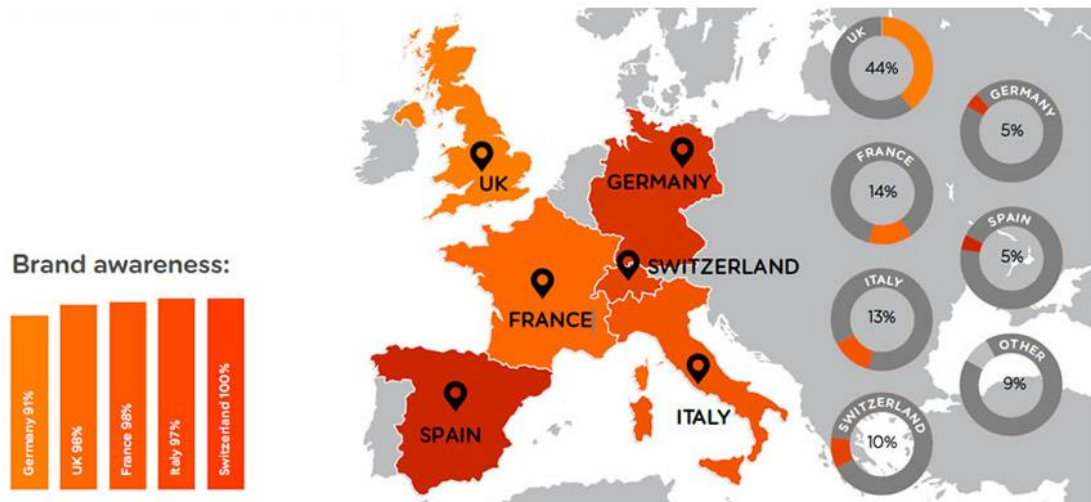 Brand awareness:
Germany 91%
UK 98%
France 98%
Italy 97%
Switzerland 100%
UK
GERMANY
SWITZERLAND
FRANCE
SPAIN
ITALY
UK
44%
GERMANY
5%
FRANCE
14%
SPAIN
5%
ITALY
13%
OTHER
9%
SWITZERLAND
10%